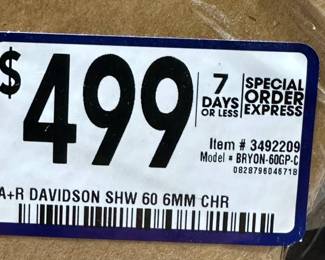 $499
7 DAYS OR LESS
SPECIAL ORDER EXPRESS
Item # 3492209
Model # BRYON-60GP-C
0828796046718
A+R DAVIDSON SHW 60 6MM CHR